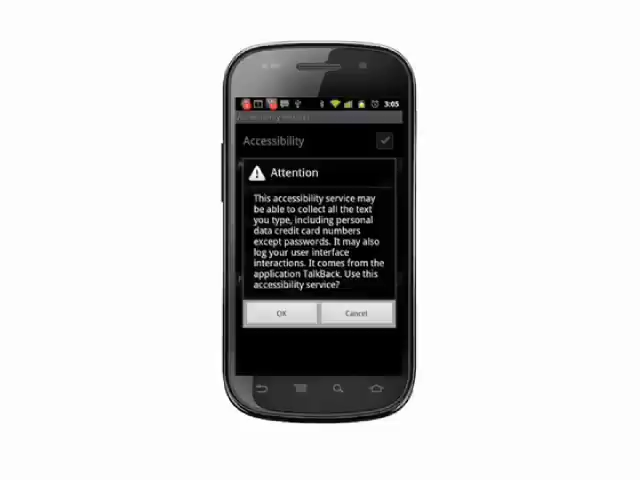 3:05
Accessibility settings
Accessibility
Attention
This accessibility service may
be able to collect all the text
you type, including personal
data credit card numbers
except passwords. It may also
log your user interface
interactions. It comes from the
application TalkBack. Use this
accessibility service?
OK Cancel